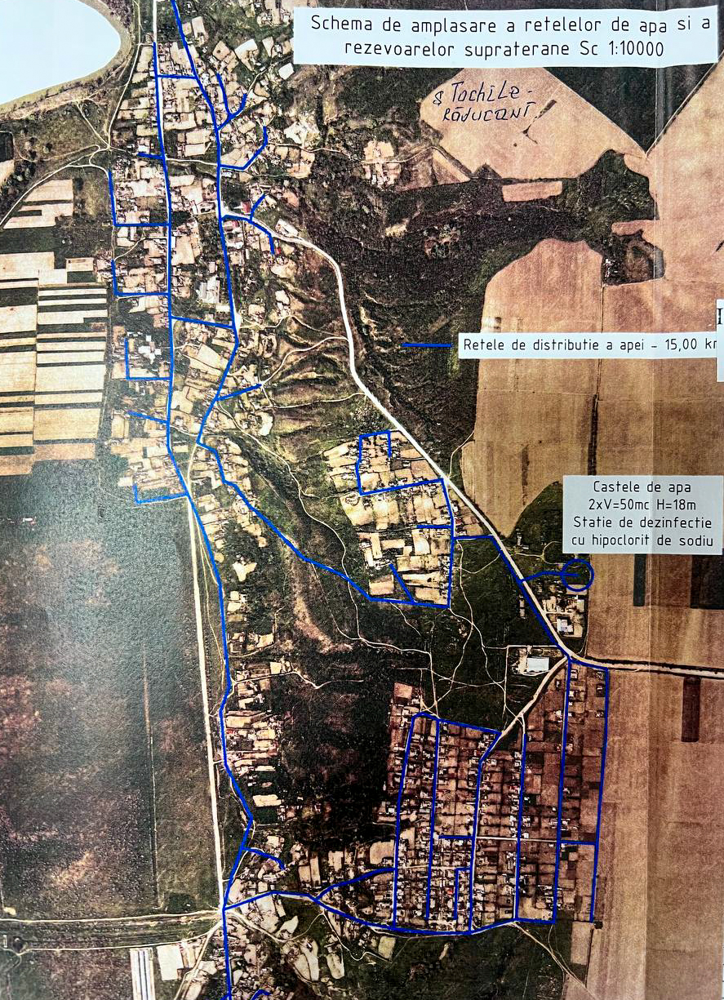 Schema de amplasare a retelelor de apa si a
rezevoarelor supraterane Sc 1:10000
s Tochile-
Răducani
Retele de distributie a apei - 15,00 km
Castele de apa
2xV=50mc H=18m
Statie de dezinfectie
cu hipoclorit de sodiu